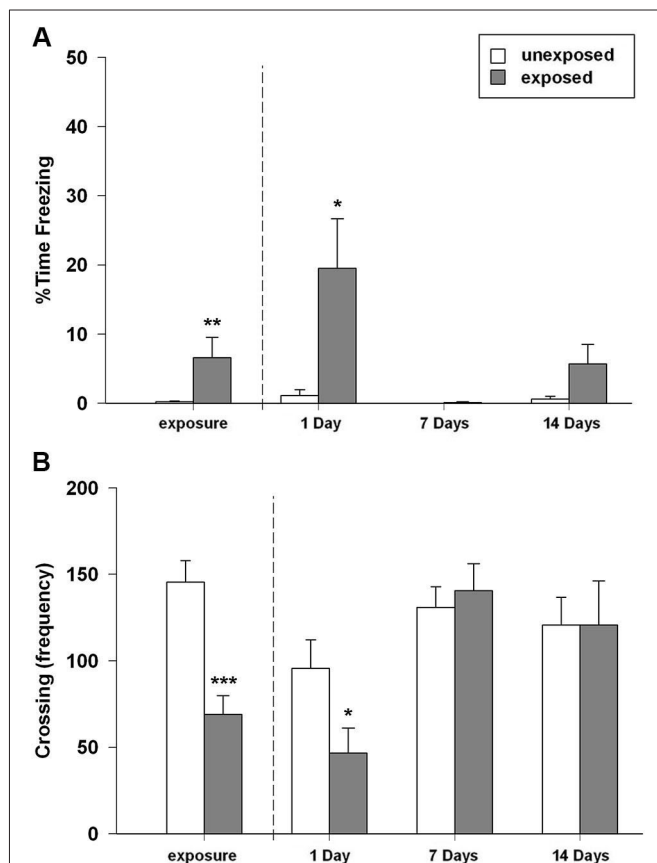 A
50
40
30
20
10
0
%Time Freezing
unexposed
exposed
**
*
exposure 1 Day 7 Days 14 Days
B
200
150
100
50
0
Crossing (frequency)
***
*
exposure 1 Day 7 Days 14 Days